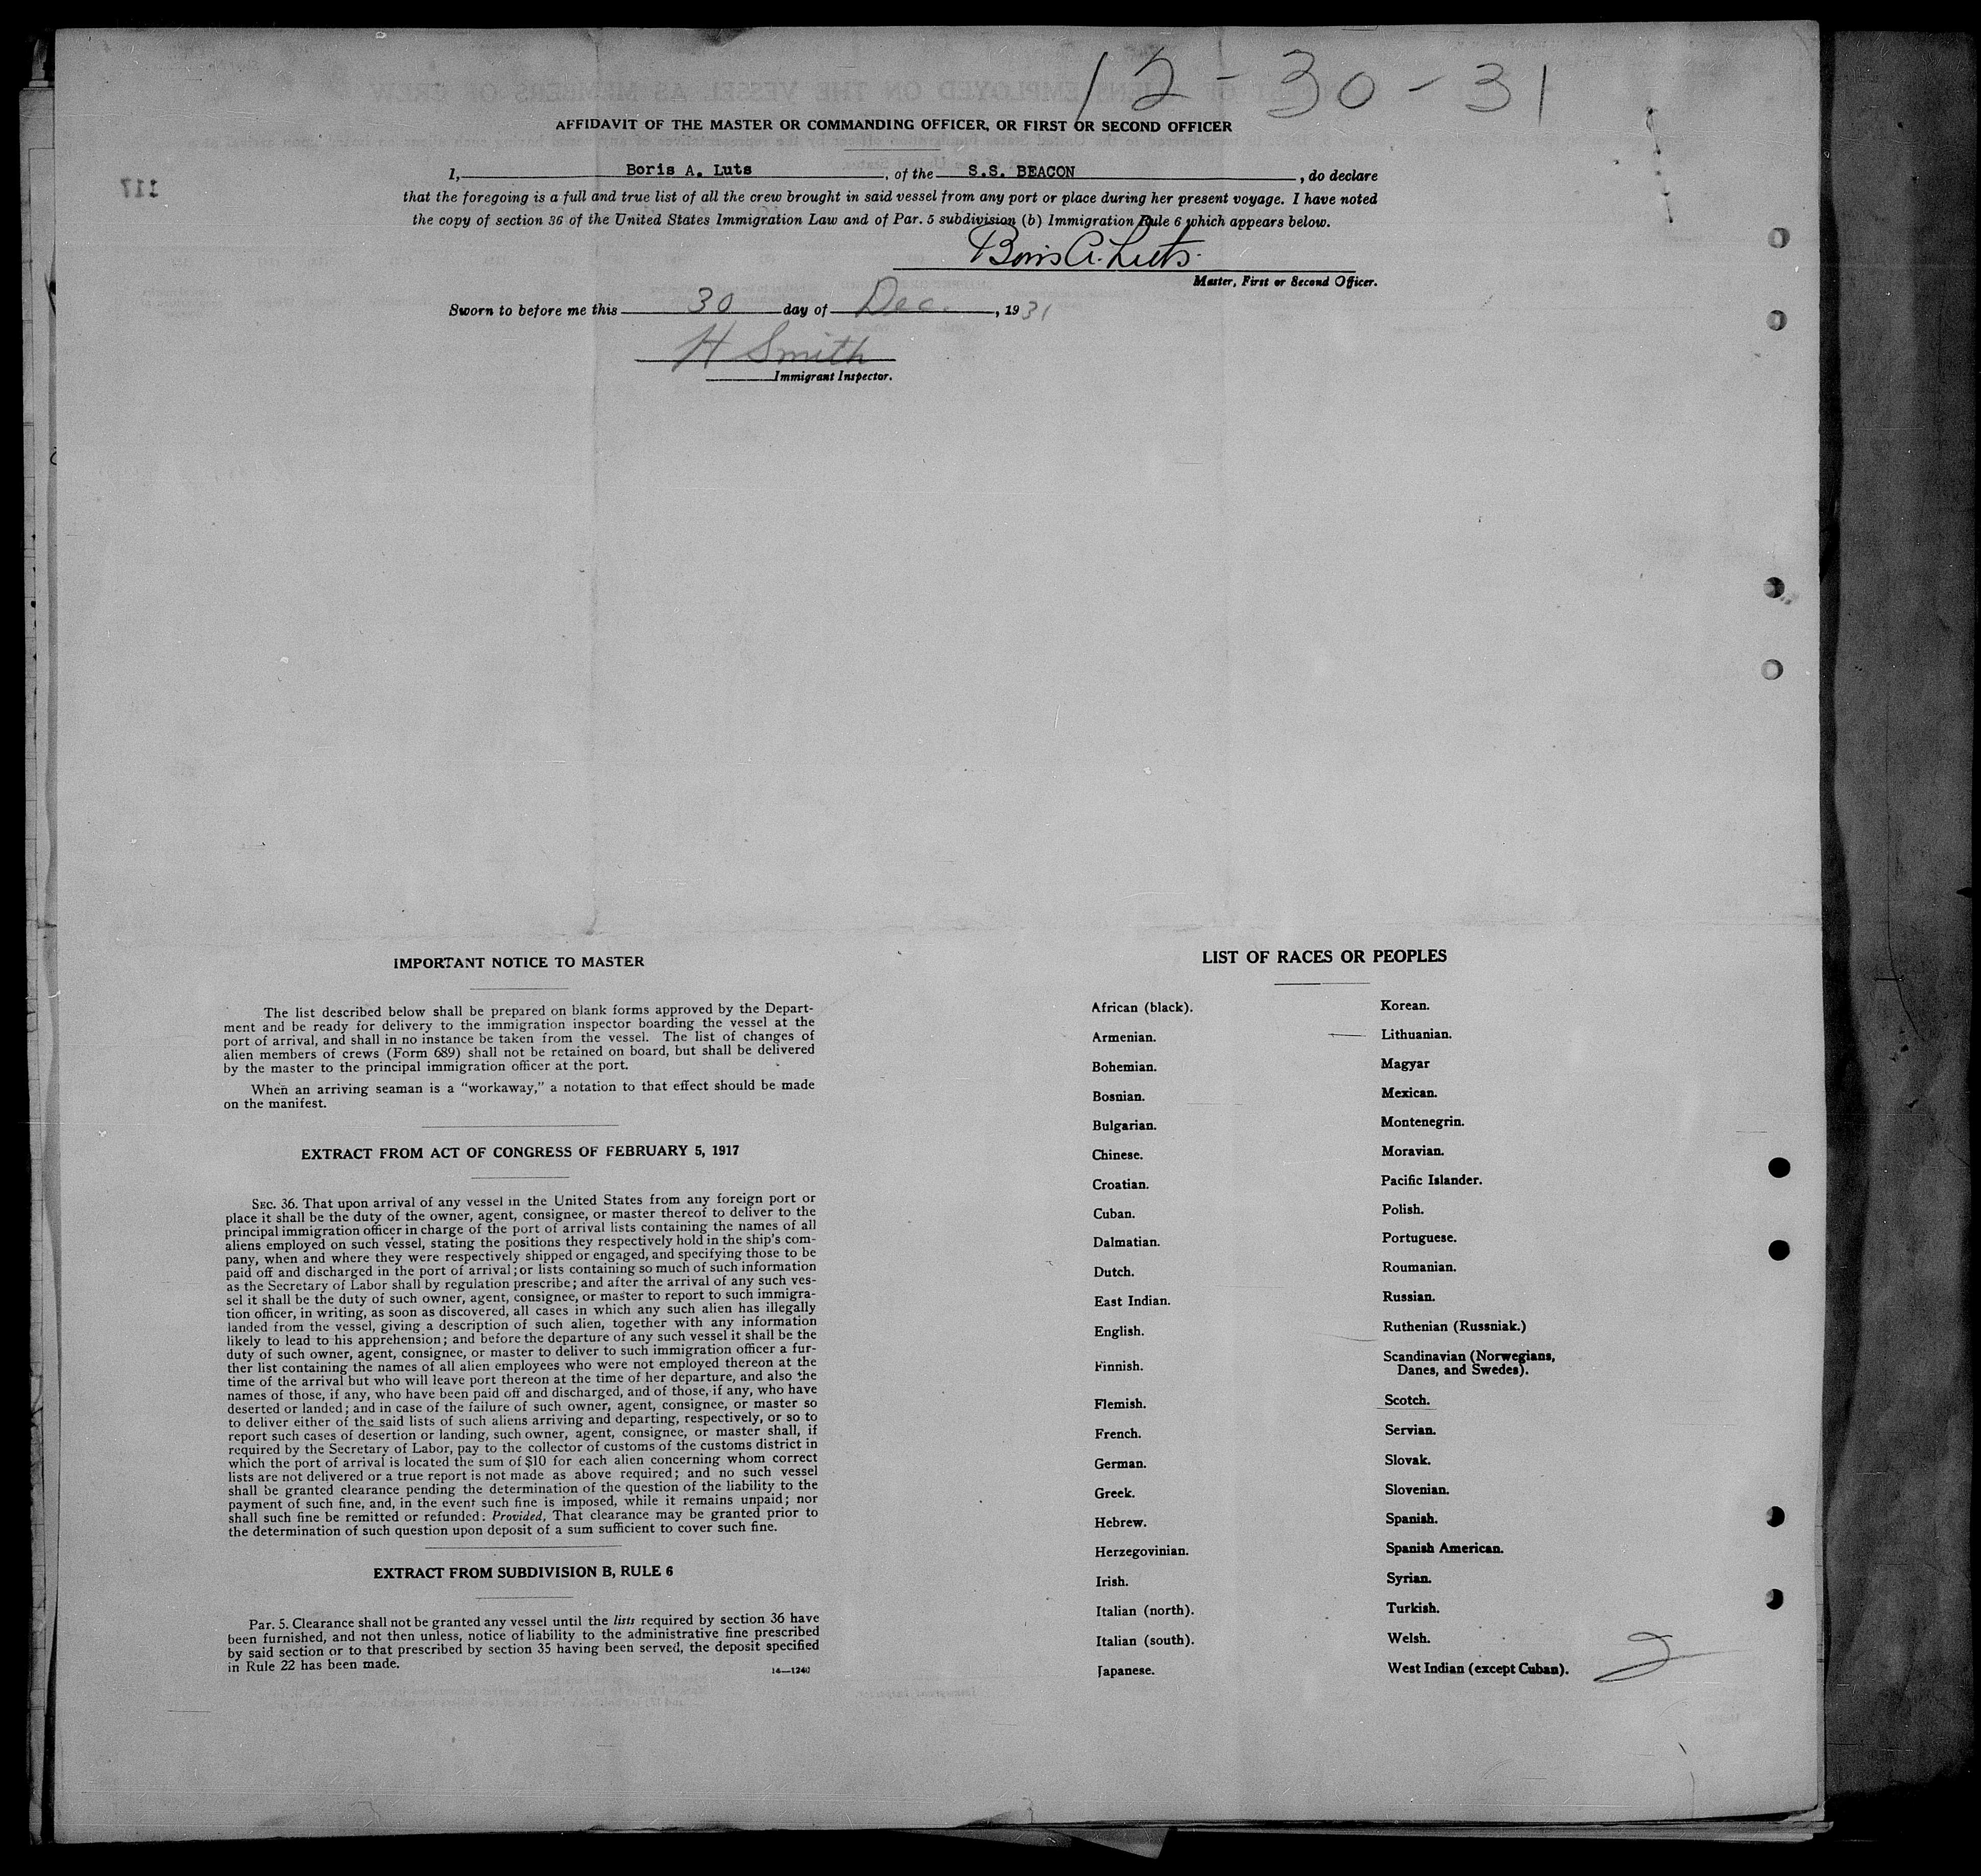 12-30-31
AFFIDAVIT OF THE MASTER OR COMMANDING OFFICER, OR FIRST OR SECOND OFFICER
I, Boris A. Luts, of the S.S. BEACON, do declare
that the foregoing is a full and true list of all the crew brought in said vessel from any port or place during her present voyage. I have noted
the copy of section 36 of the United States Immigration Law and of Par. 5 subdivision (b) Immigration Rule 6 which appears below.
Boris A. Luts.
Master, First or Second Officer.
Sworn to before me this 30 day of Dec., 1931
H Smith
Immigrant Inspector.
117
IMPORTANT NOTICE TO MASTER
The list described below shall be prepared on blank forms approved by the Depart-
ment and be ready for delivery to the immigration inspector boarding the vessel at the
port of arrival, and shall in no instance be taken from the vessel. The list of changes of
alien members of crews (Form 689) shall not be retained on board, but shall be delivered
by the master to the principal immigration officer at the port.
When an arriving seaman is a "workaway," a notation to that effect should be made
on the manifest.
EXTRACT FROM ACT OF CONGRESS OF FEBRUARY 5, 1917
SEC. 36. That upon arrival of any vessel in the United States from any foreign port or
place it shall be the duty of the owner, agent, consignee, or master thereof to deliver to the
principal immigration officer in charge of the port of arrival lists containing the names of all
aliens employed on such vessel, stating the positions they respectively hold in the ship's com-
pany, when and where they were respectively shipped or engaged, and specifying those to be
paid off and discharged in the port of arrival; or lists containing so much of such information
as the Secretary of Labor shall by regulation prescribe; and after the arrival of any such ves-
sel it shall be the duty of such owner, agent, consignee, or master to report to such immigra-
tion officer, in writing, as soon as discovered, all cases in which any such alien has illegally
landed from the vessel, giving a description of such alien, together with any information
likely to lead to his apprehension; and before the departure of any such vessel it shall be the
duty of such owner, agent, consignee, or master to deliver to such immigration officer a fur-
ther list containing the names of all alien employees who were not employed thereon at the
time of the arrival but who will leave port thereon at the time of her departure, and also the
names of those, if any, who have been paid off and discharged, and of those, if any, who have
deserted or landed; and in case of the failure of such owner, agent, consignee, or master so
to deliver either of the said lists of such aliens arriving and departing, respectively, or so to
report such cases of desertion or landing, such owner, agent, consignee, or master shall, if
required by the Secretary of Labor, pay to the collector of customs of the customs district in
which the port of arrival is located the sum of $10 for each alien concerning whom correct
lists are not delivered or a true report is not made as above required; and no such vessel
shall be granted clearance pending the determination of the question of the liability to the
payment of such fine, and, in the event such fine is imposed, while it remains unpaid; nor
shall such fine be remitted or refunded: Provided, That clearance may be granted prior to
the determination of such question upon deposit of a sum sufficient to cover such fine.
EXTRACT FROM SUBDIVISION B, RULE 6
Par. 5. Clearance shall not be granted any vessel until the lists required by section 36 have
been furnished, and not then unless, notice of liability to the administrative fine prescribed
by said section or to that prescribed by section 35 having been served, the deposit specified
in Rule 22 has been made.
14—1240
LIST OF RACES OR PEOPLES
African (black).
Armenian.
Bohemian.
Bosnian.
Bulgarian.
Chinese.
Croatian.
Cuban.
Dalmatian.
Dutch.
East Indian.
English.
Finnish.
Flemish.
French.
German.
Greek.
Hebrew.
Herzegovinian.
Irish.
Italian (north).
Italian (south).
Japanese.
Korean.
Lithuanian.
Magyar
Mexican.
Montenegrin.
Moravian.
Pacific Islander.
Polish.
Portuguese.
Roumanian.
Russian.
Ruthenian (Russniak.)
Scandinavian (Norwegians,
Danes, and Swedes).
Scotch.
Servian.
Slovak.
Slovenian.
Spanish.
Spanish American.
Syrian.
Turkish.
Welsh.
West Indian (except Cuban).
2